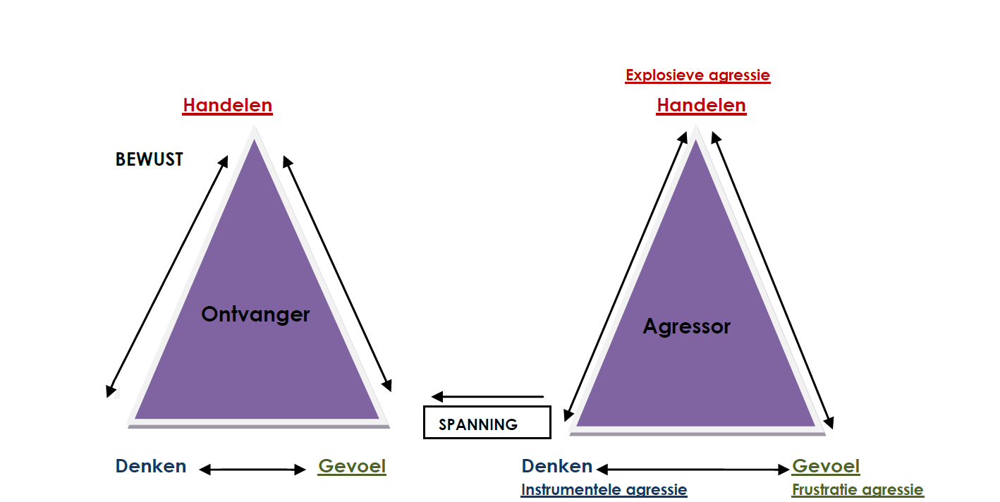 Explosieve agressie
Handelen
Handelen
BEWUST
Ontvanger
Agressor
SPANNING
Denken
Gevoel
Denken
Gevoel
Instrumentele agressie
Frustratie agressie